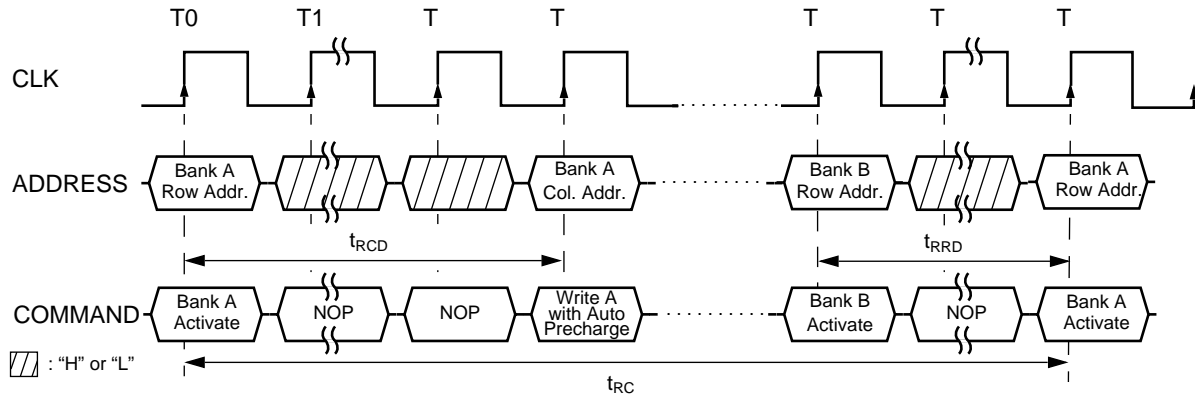 T0 T1 T T T T T
CLK
ADDRESS
Bank A
Row Addr.
Bank A
Col. Addr.
Bank B
Row Addr.
Bank A
Row Addr.
tRCD
tRRD
COMMAND
Bank A
Activate
NOP
NOP
Write A
with Auto
Precharge
Bank B
Activate
NOP
Bank A
Activate
: “H” or “L”
tRC